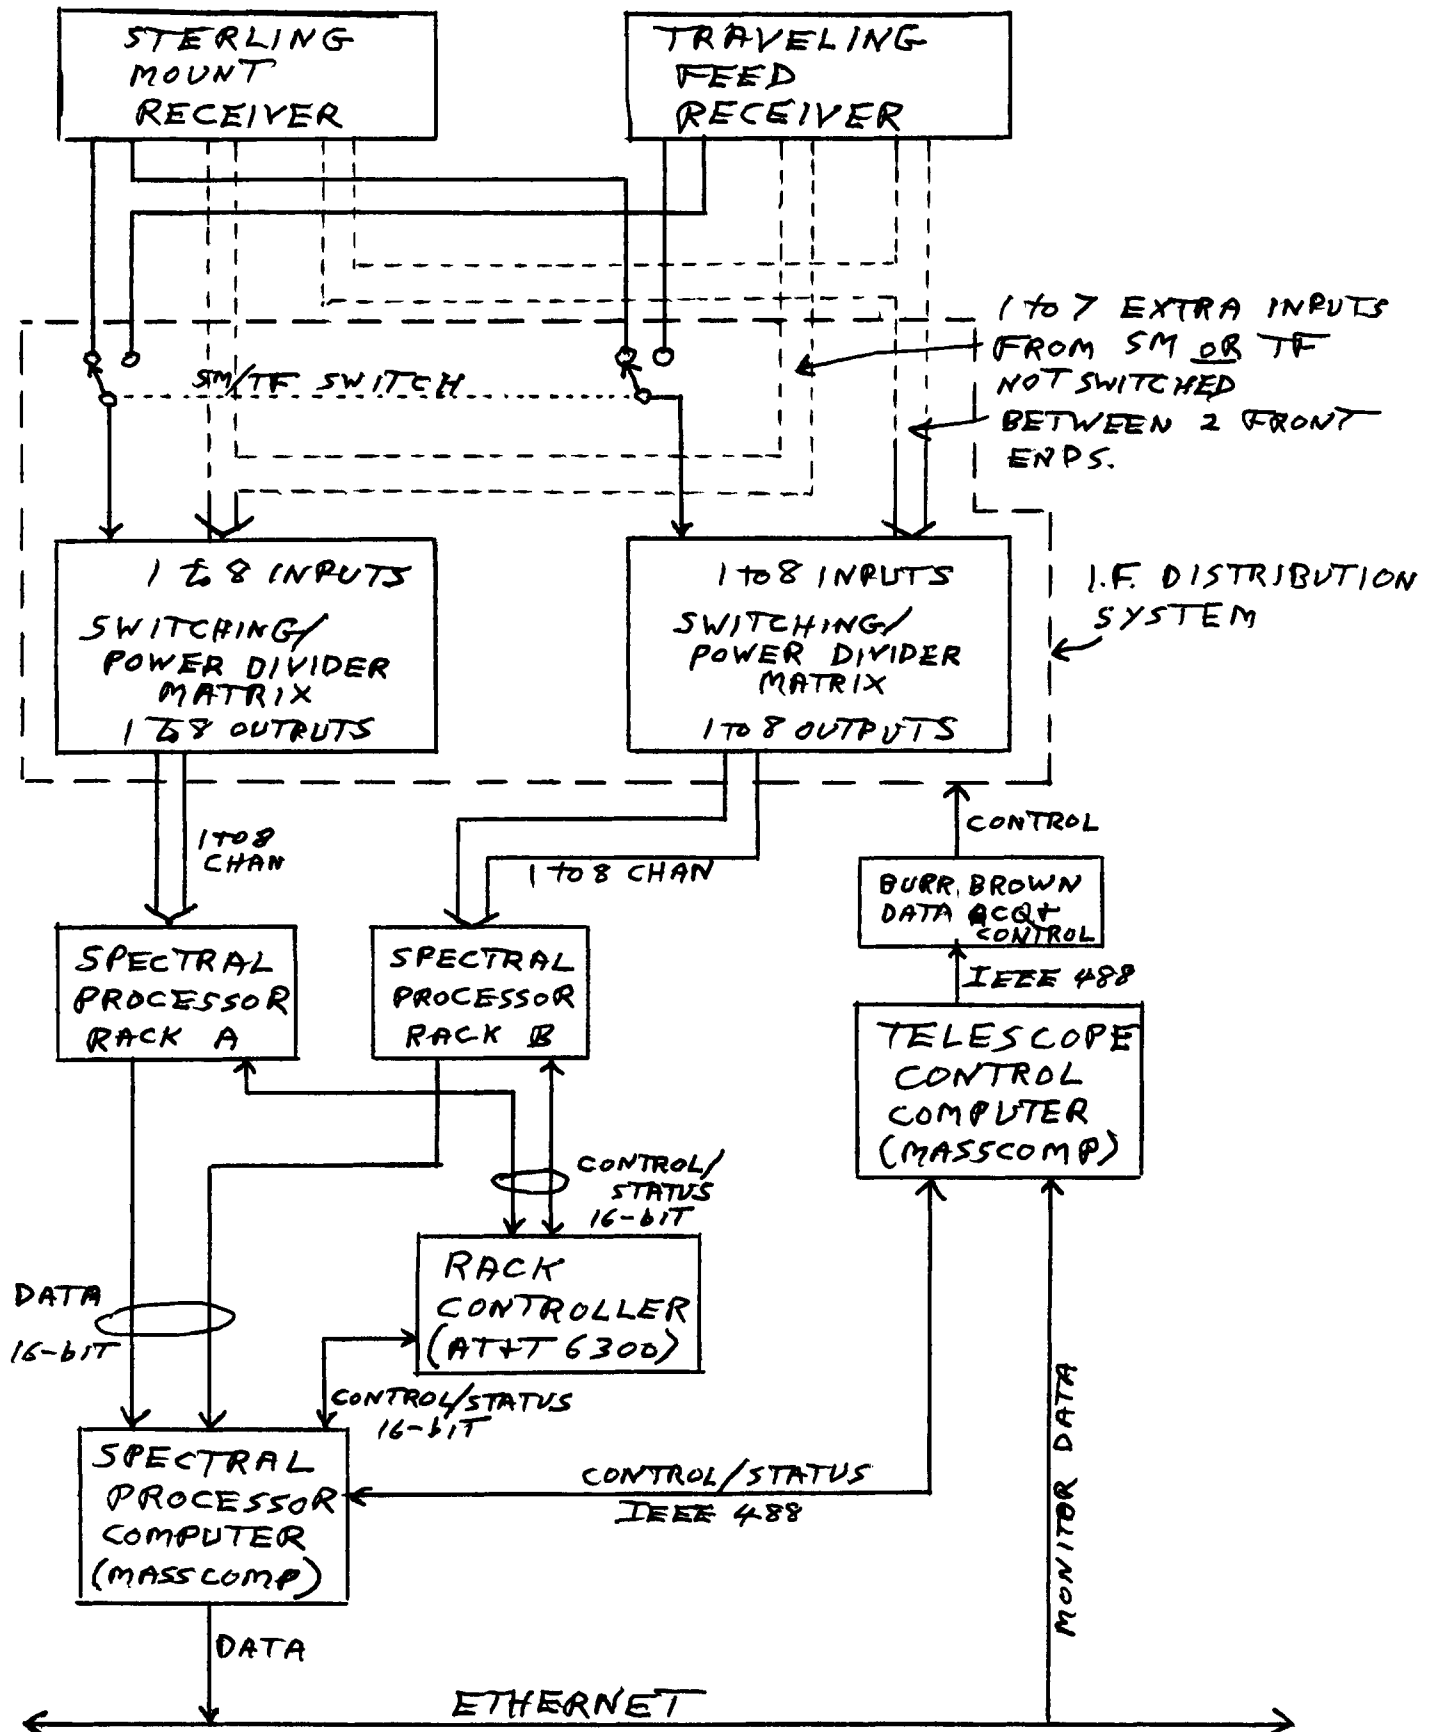 STERLING
MOUNT
RECEIVER
TRAVELING
FEED
RECEIVER
1 to 7 EXTRA INPUTS
FROM SM OR TF
NOT SWITCHED
BETWEEN 2 FRONT
ENDS.
SM/TF SWITCH
1 to 8 INPUTS
SWITCHING/
POWER DIVIDER
MATRIX
1 to 8 OUTPUTS
1 to 8 INPUTS
SWITCHING/
POWER DIVIDER
MATRIX
1 to 8 OUTPUTS
I.F. DISTRIBUTION
SYSTEM
1 TO 8
CHAN
1 to 8 CHAN
CONTROL
BURR BROWN
DATA ACQ +
CONTROL
IEEE 488
SPECTRAL
PROCESSOR
RACK A
SPECTRAL
PROCESSOR
RACK B
TELESCOPE
CONTROL
COMPUTER
(MASSCOMP)
CONTROL/
STATUS
16-bIT
RACK
CONTROLLER
(AT+T 6300)
DATA
16-bIT
CONTROL/STATUS
16-bIT
SPECTRAL
PROCESSOR
COMPUTER
(MASSCOMP)
CONTROL/STATUS
IEEE 488
MONITOR DATA
DATA
ETHERNET